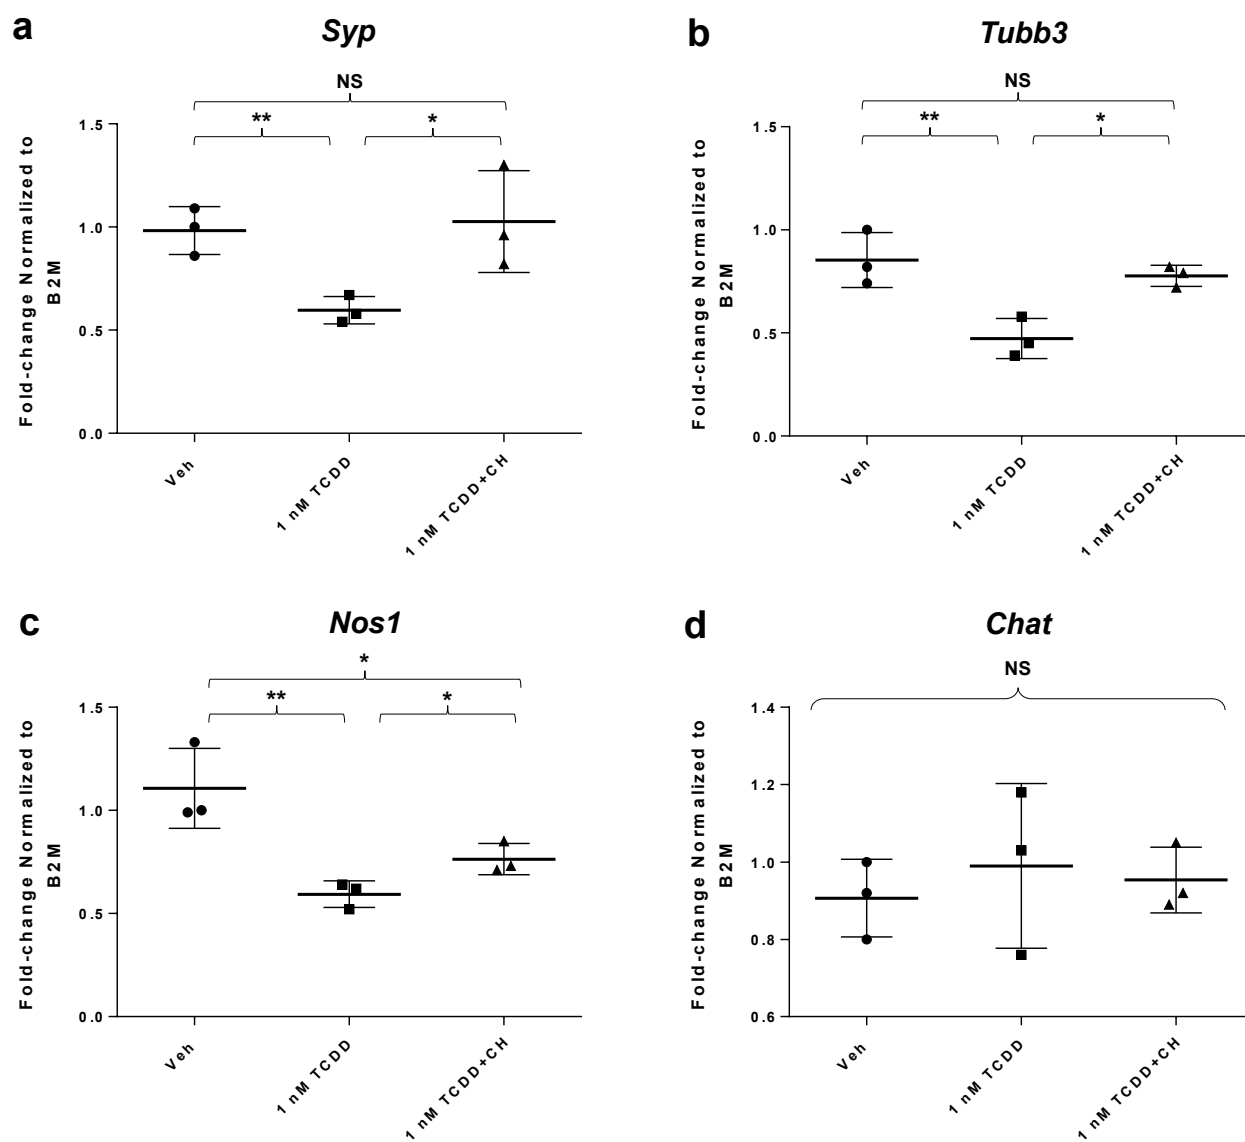 a
Syp
NS
**
*
Fold-change Normalized to
B2M
1.5
1.0
0.5
0.0
Veh
1 nM TCDD
1 nM TCDD+CH
b
Tubb3
NS
**
*
Fold-change Normalized to
B2M
1.5
1.0
0.5
0.0
Veh
1 nM TCDD
1 nM TCDD+CH
c
Nos1
*
**
*
Fold-change Normalized to
B2M
1.5
1.0
0.5
0.0
Veh
1 nM TCDD
1 nM TCDD+CH
d
Chat
NS
Fold-change Normalized to
B2M
1.4
1.2
1.0
0.8
0.6
Veh
1 nM TCDD
1 nM TCDD+CH